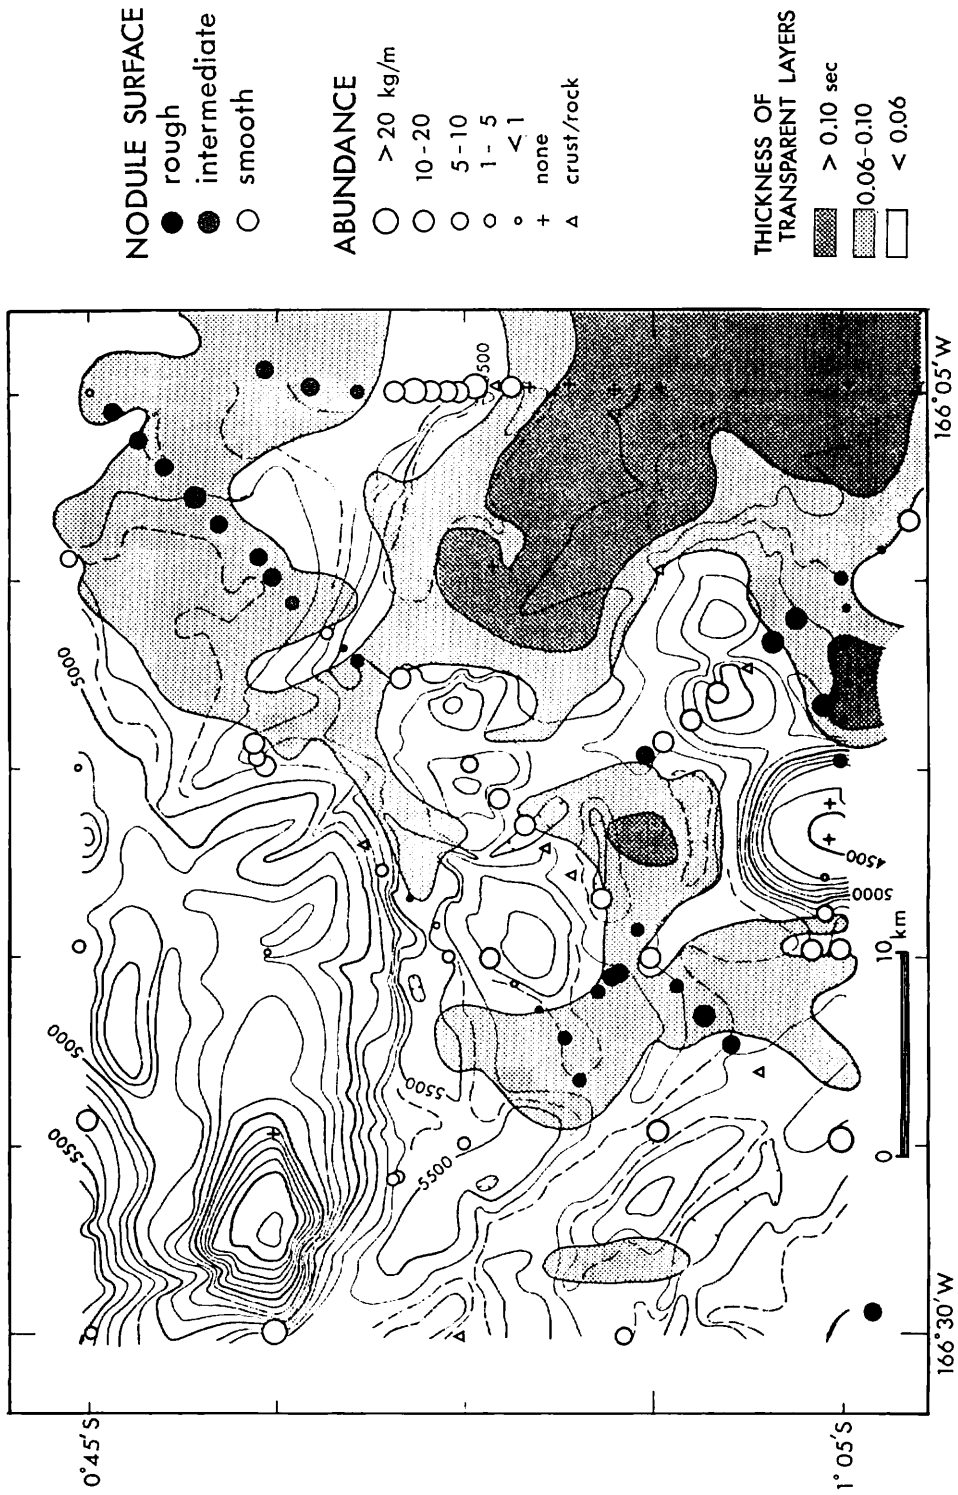 NODULE SURFACE
rough
intermediate
smooth
ABUNDANCE
> 20 kg/m
10-20
5-10
1-5
< 1
none
crust/rock
THICKNESS OF
TRANSPARENT LAYERS
> 0.10 sec
0.06-0.10
< 0.06
0°45'S
1°05'S
166°30'W
166°05'W
5500
5000
5000
5500
5500
500
4500
5000
0
10
km